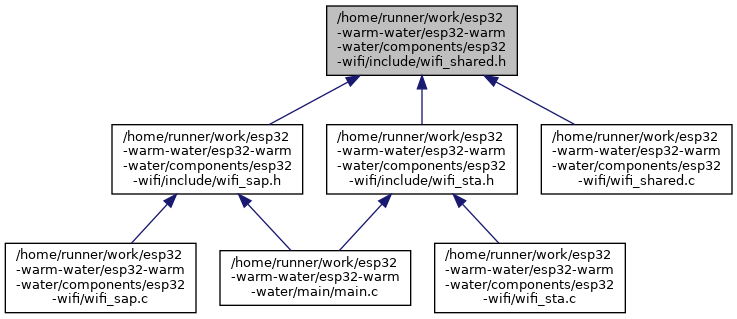 /home/runner/work/esp32
-warm-water/esp32-warm
-water/components/esp32
-wifi/include/wifi_shared.h
/home/runner/work/esp32
-warm-water/esp32-warm
-water/components/esp32
-wifi/include/wifi_sap.h
/home/runner/work/esp32
-warm-water/esp32-warm
-water/components/esp32
-wifi/include/wifi_sta.h
/home/runner/work/esp32
-warm-water/esp32-warm
-water/components/esp32
-wifi/wifi_shared.c
/home/runner/work/esp32
-warm-water/esp32-warm
-water/components/esp32
-wifi/wifi_sap.c
/home/runner/work/esp32
-warm-water/esp32-warm
-water/main/main.c
/home/runner/work/esp32
-warm-water/esp32-warm
-water/components/esp32
-wifi/wifi_sta.c